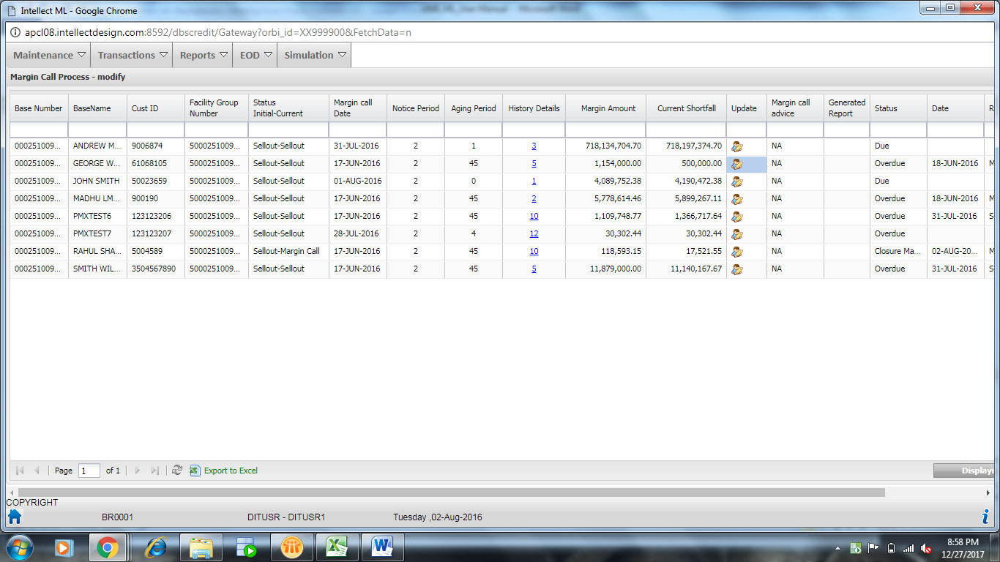 Intellect ML - Google Chrome
apcl08.intellectdesign.com:8592/dbscredit/Gateway?orbi_id=XX999900&FetchData=n
Maintenance Transactions Reports EOD Simulation
Margin Call Process - modify
Base Number BaseName Cust ID Facility Group Number Status Initial-Current Margin call Date Notice Period Aging Period History Details Margin Amount Current Shortfall Update Margin call advice Generated Report Status Date R
000251009... ANDREW M... 9006874 5000251009... Sellout-Sellout 31-JUL-2016 2 1 3 718,134,704.70 718,197,374.70 NA Due
000251009... GEORGE W... 61068105 5000251009... Sellout-Sellout 17-JUN-2016 2 45 5 1,154,000.00 500,000.00 NA Overdue 18-JUN-2016 M
000251009... JOHN SMITH 50023659 5000251009... Sellout-Sellout 01-AUG-2016 2 0 1 4,089,752.38 4,190,472.38 NA Due
000251009... MADHU LM... 900190 5000251009... Sellout-Sellout 17-JUN-2016 2 45 2 5,778,614.46 5,899,267.11 NA Overdue 18-JUN-2016 M
000251009... PMXTEST6 123123206 5000251009... Sellout-Sellout 17-JUN-2016 2 45 10 1,109,748.77 1,366,717.64 NA Overdue 31-JUL-2016 S
000251009... PMXTEST7 123123207 5000251009... Sellout-Sellout 28-JUL-2016 2 4 12 30,302.44 30,302.44 NA Overdue
000251009... RAHUL SHA... 5004589 5000251009... Sellout-Margin Call 17-JUN-2016 2 45 10 118,593.15 17,521.55 NA Closure Ma... 02-AUG-20... M
000251009... SMITH WIL... 3504567890 5000251009... Sellout-Sellout 17-JUN-2016 2 45 5 11,879,000.00 11,140,167.67 NA Overdue 31-JUL-2016 S
Page 1 of 1 Export to Excel Displayi
COPYRIGHT
BR0001 DITUSR - DITUSR1 Tuesday ,02-Aug-2016
8:58 PM
12/27/2017